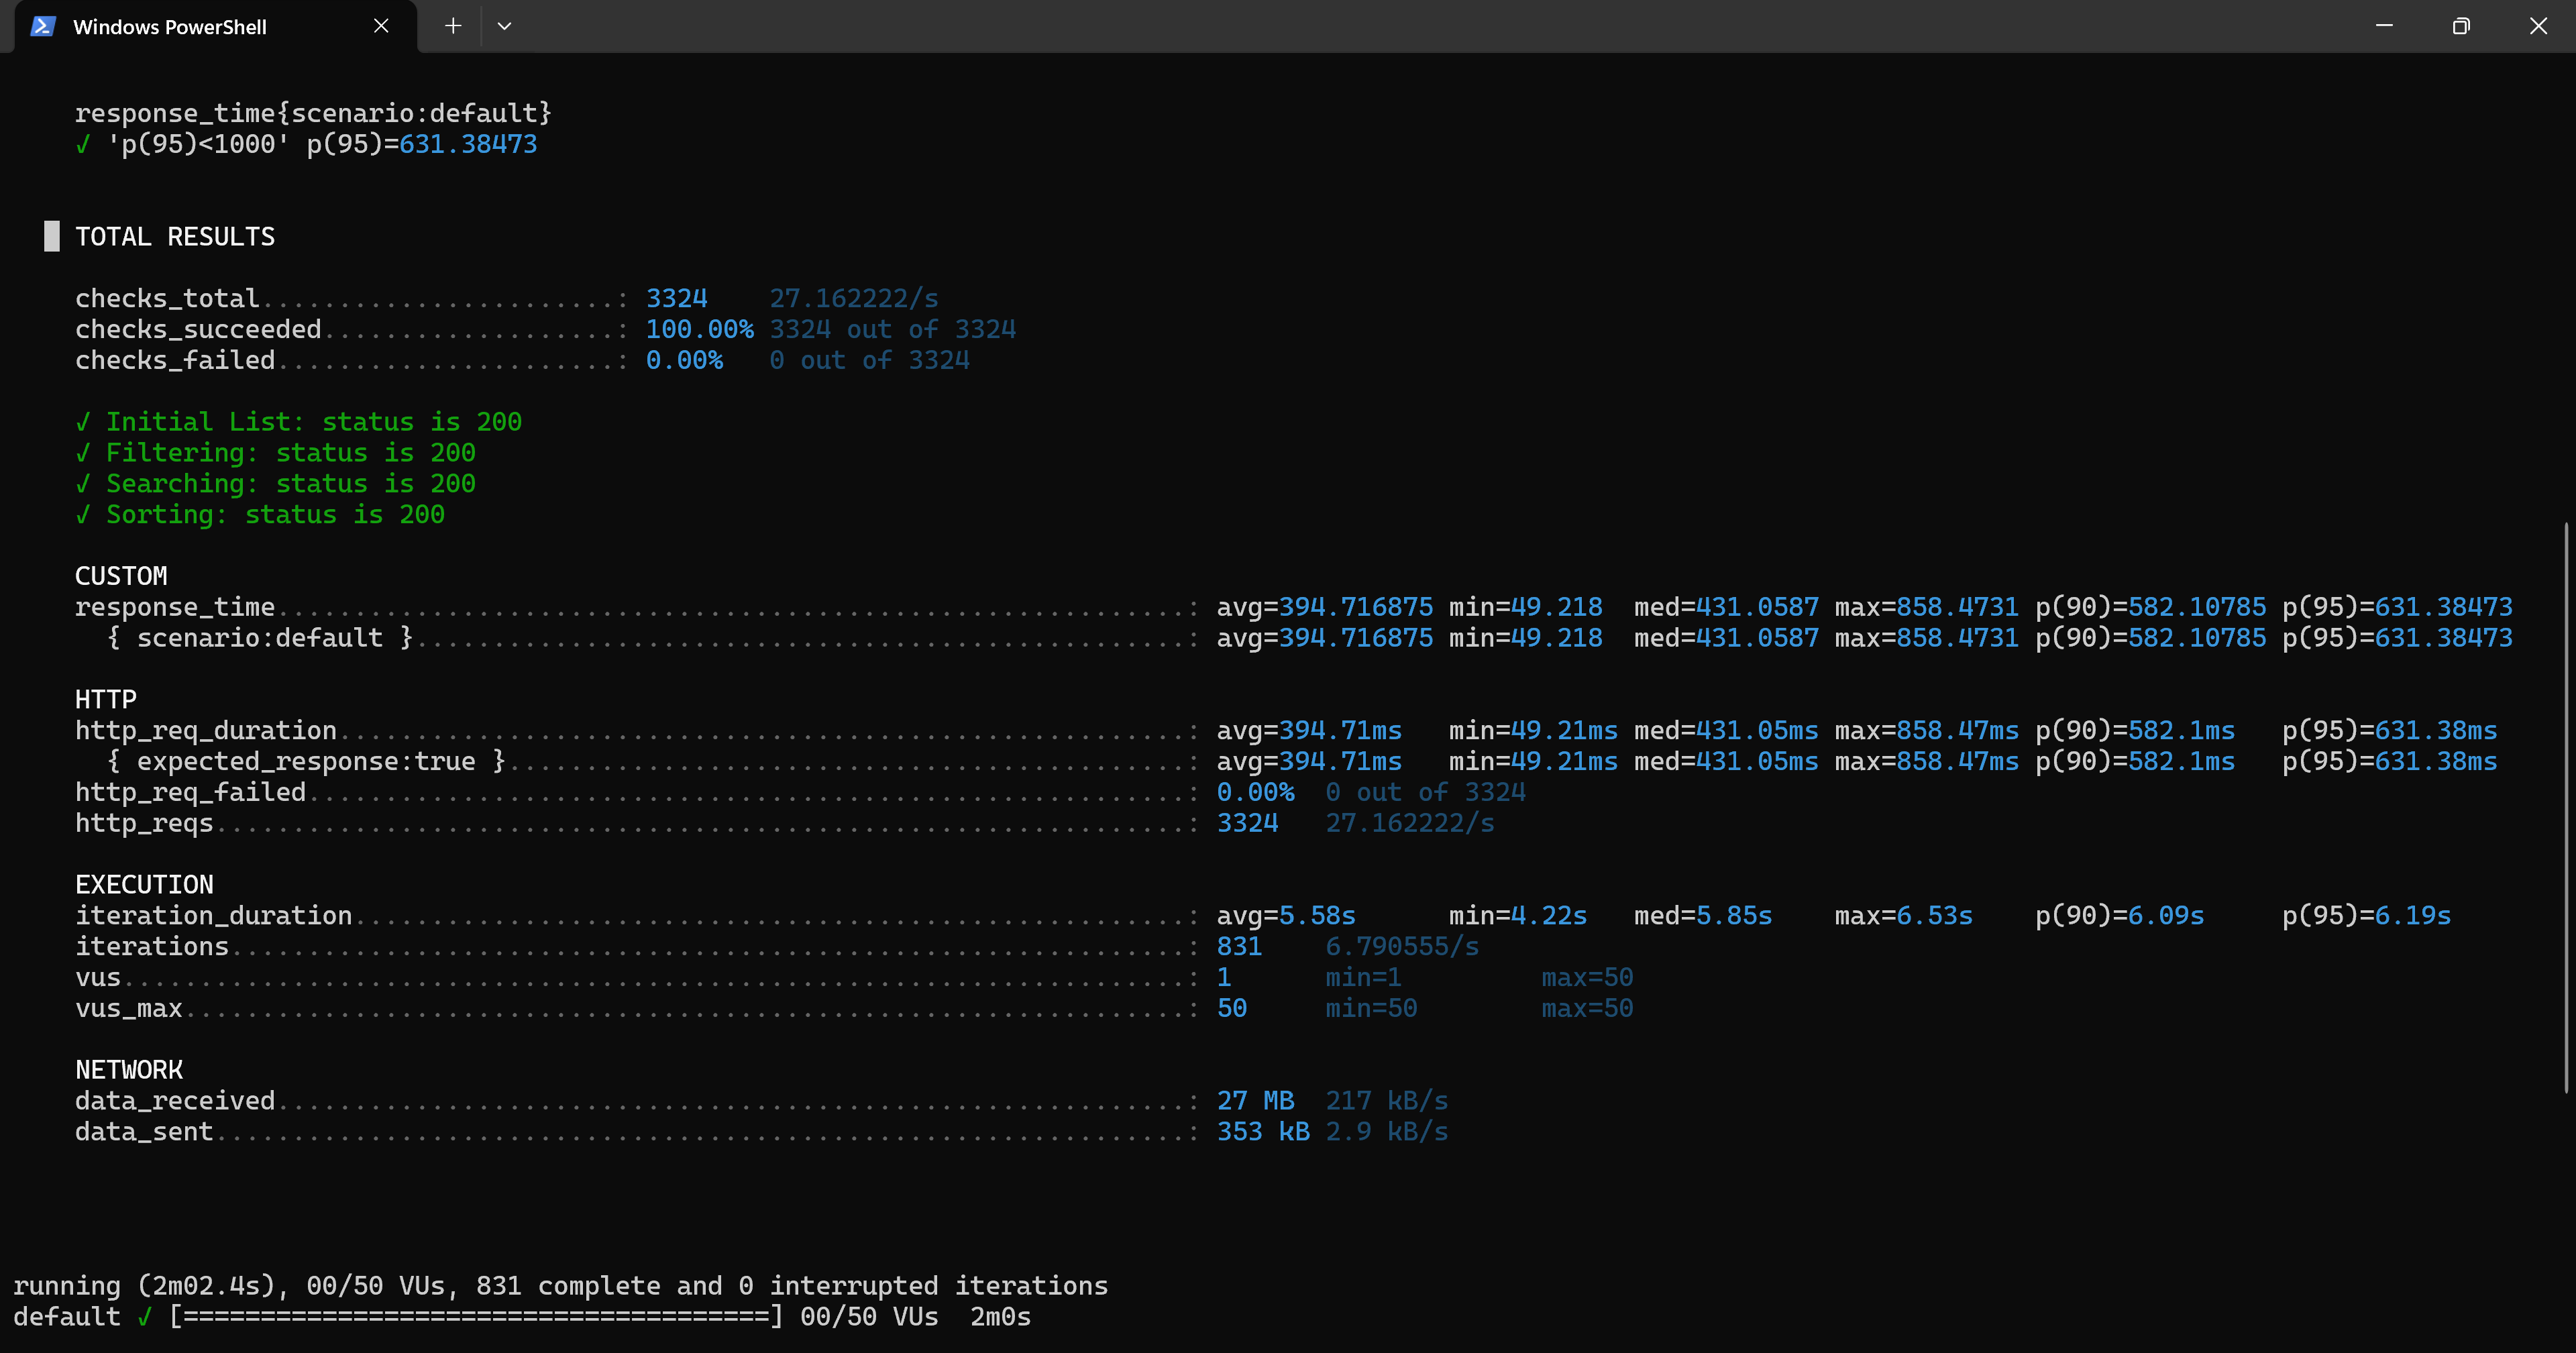 Windows PowerShell
response_time{scenario:default}
✓ 'p(95)<1000' p(95)=631.38473
█ TOTAL RESULTS
checks_total.......................: 3324    27.162222/s
checks_succeeded...................: 100.00% 3324 out of 3324
checks_failed......................: 0.00%   0 out of 3324
✓ Initial List: status is 200
✓ Filtering: status is 200
✓ Searching: status is 200
✓ Sorting: status is 200
CUSTOM
response_time............................................................: avg=394.716875 min=49.218  med=431.0587 max=858.4731 p(90)=582.10785 p(95)=631.38473
{ scenario:default }...................................................: avg=394.716875 min=49.218  med=431.0587 max=858.4731 p(90)=582.10785 p(95)=631.38473
HTTP
http_req_duration........................................................: avg=394.71ms   min=49.21ms med=431.05ms max=858.47ms p(90)=582.1ms   p(95)=631.38ms
{ expected_response:true }.............................................: avg=394.71ms   min=49.21ms med=431.05ms max=858.47ms p(90)=582.1ms   p(95)=631.38ms
http_req_failed..........................................................: 0.00%  0 out of 3324
http_reqs................................................................: 3324   27.162222/s
EXECUTION
iteration_duration.......................................................: avg=5.58s      min=4.22s   med=5.85s    max=6.53s    p(90)=6.09s     p(95)=6.19s
iterations...............................................................: 831    6.790555/s
vus......................................................................: 1      min=1         max=50
vus_max..................................................................: 50     min=50        max=50
NETWORK
data_received............................................................: 27 MB  217 kB/s
data_sent................................................................: 353 kB 2.9 kB/s
running (2m02.4s), 00/50 VUs, 831 complete and 0 interrupted iterations
default ✓ [======================================] 00/50 VUs  2m0s